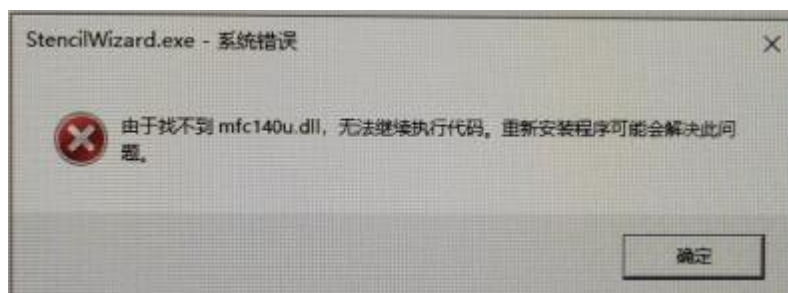 StencilWizard.exe - 系统错误
由于找不到 mfc140u.dll，无法继续执行代码。重新安装程序可能会解决此问
题。
确定